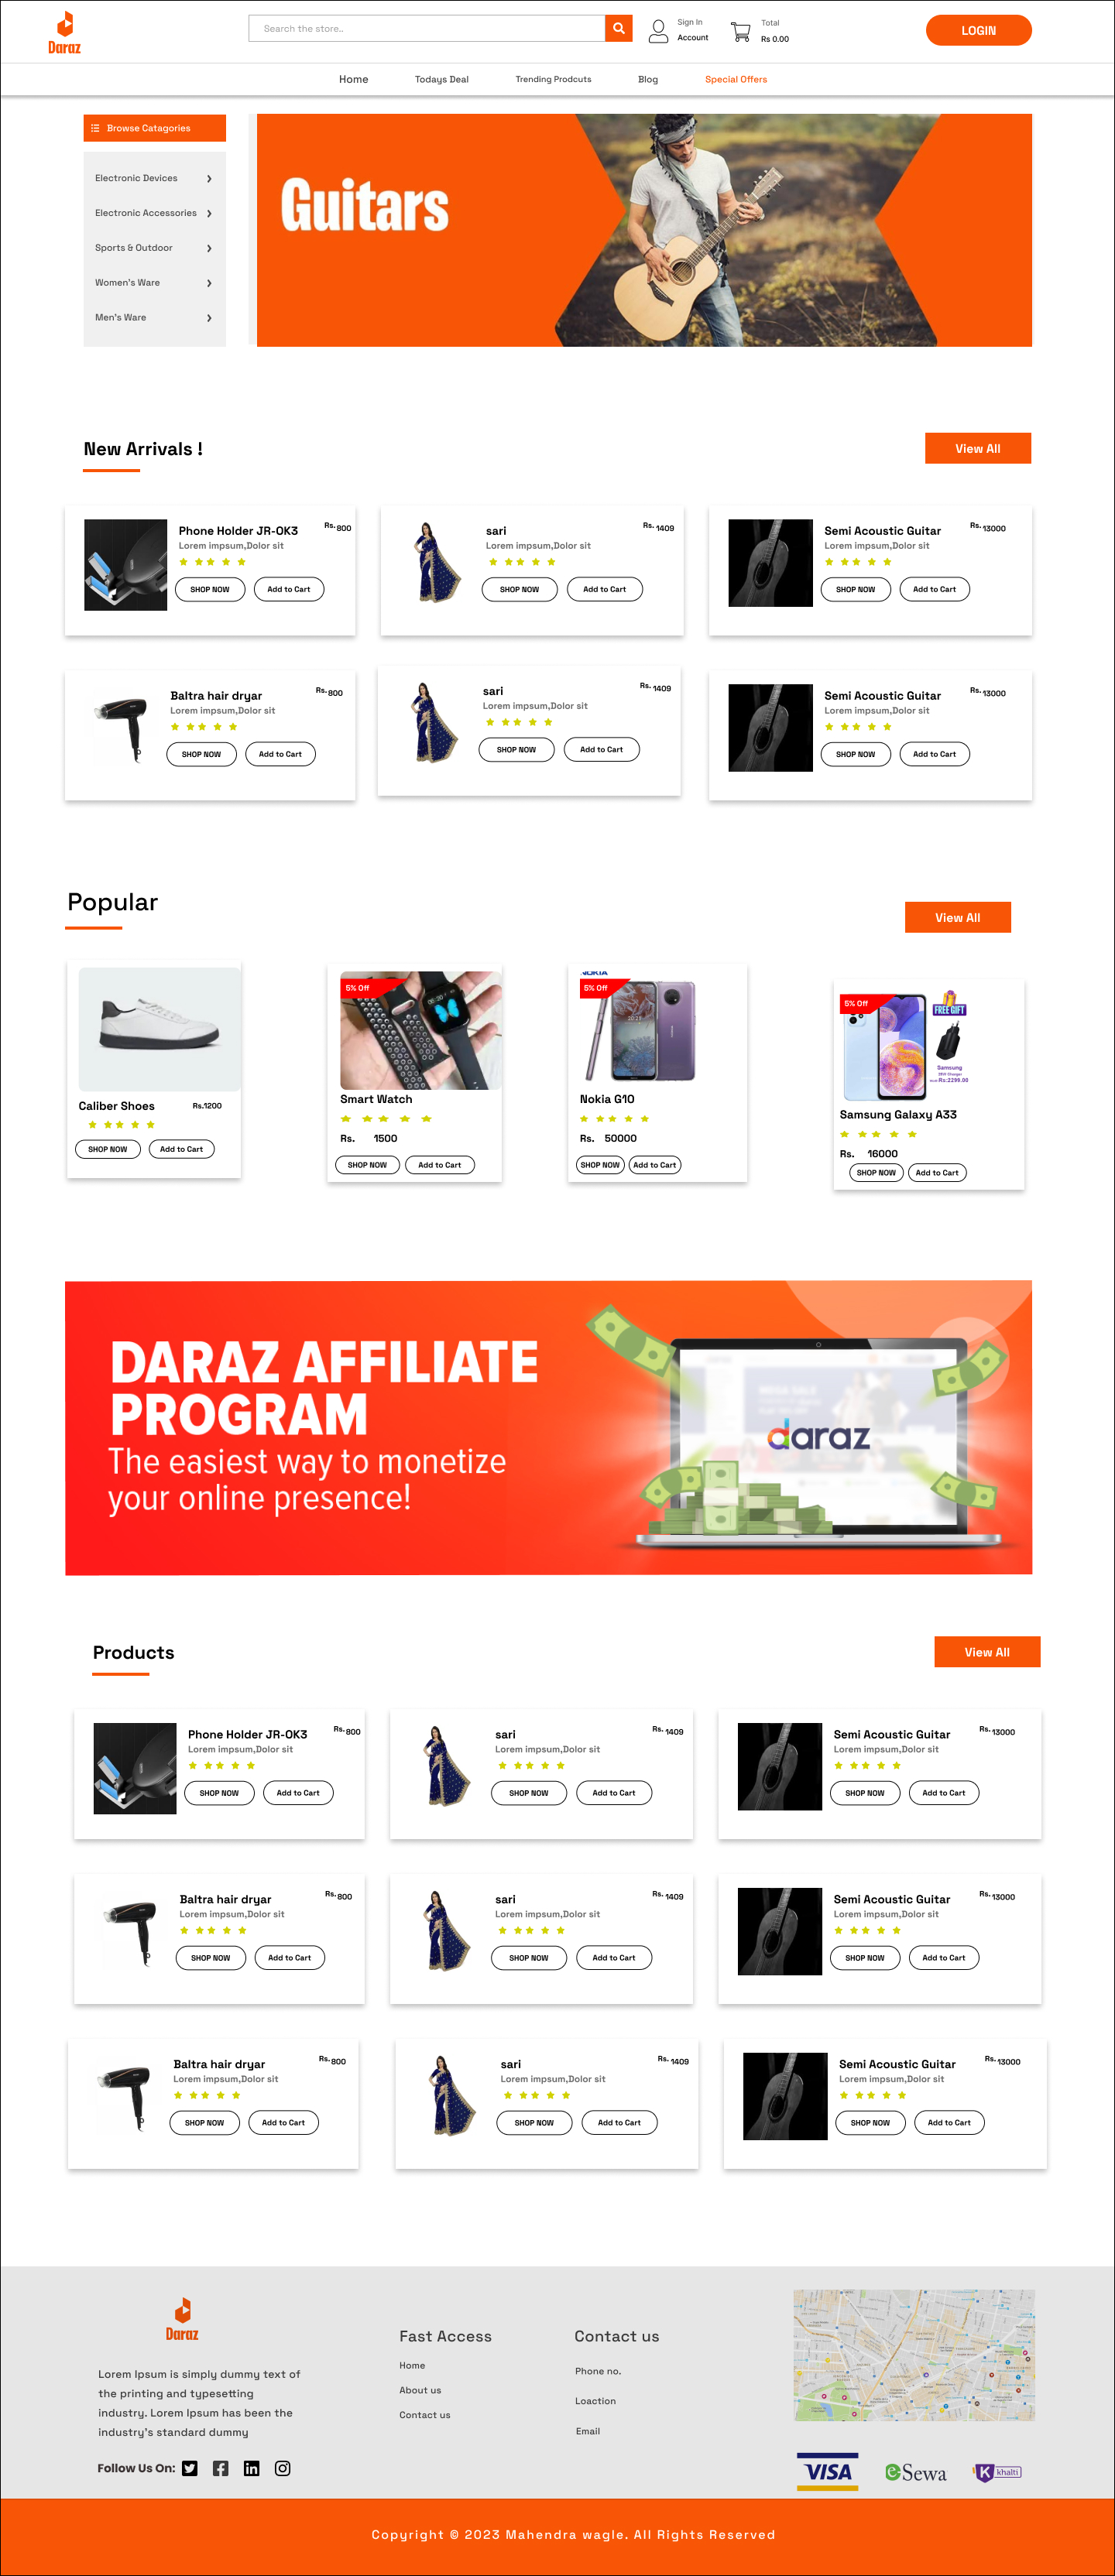 Daraz
Search the store..
Sign In
Account
Total
Rs 0.00
LOGIN
Home
Todays Deal
Trending Prodcuts
Blog
Special Offers
Browse Catagories
Electronic Devices
Electronic Accessories
Sports & Outdoor
Women's Ware
Men's Ware
Guitars
New Arrivals !
View All
Phone Holder JR-OK3
Rs. 800
Lorem impsum,Dolor sit
SHOP NOW
Add to Cart
sari
Rs. 1409
Lorem impsum,Dolor sit
SHOP NOW
Add to Cart
Semi Acoustic Guitar
Rs. 13000
Lorem impsum,Dolor sit
SHOP NOW
Add to Cart
Baltra hair dryar
Rs. 800
Lorem impsum,Dolor sit
SHOP NOW
Add to Cart
sari
Rs. 1409
Lorem impsum,Dolor sit
SHOP NOW
Add to Cart
Semi Acoustic Guitar
Rs. 13000
Lorem impsum,Dolor sit
SHOP NOW
Add to Cart
Popular
View All
Caliber Shoes
Rs.1200
SHOP NOW
Add to Cart
5% Off
Smart Watch
Rs. 1500
SHOP NOW
Add to Cart
NOKIA
5% Off
Nokia G10
Rs. 50000
SHOP NOW
Add to Cart
5% Off
FREE GIFT
Samsung
Rs:2299.00
Samsung Galaxy A33
Rs. 16000
SHOP NOW
Add to Cart
DARAZ AFFILIATE
PROGRAM
The easiest way to monetize
your online presence!
daraz
Products
View All
Phone Holder JR-OK3
Rs. 800
Lorem impsum,Dolor sit
SHOP NOW
Add to Cart
sari
Rs. 1409
Lorem impsum,Dolor sit
SHOP NOW
Add to Cart
Semi Acoustic Guitar
Rs. 13000
Lorem impsum,Dolor sit
SHOP NOW
Add to Cart
Baltra hair dryar
Rs. 800
Lorem impsum,Dolor sit
SHOP NOW
Add to Cart
sari
Rs. 1409
Lorem impsum,Dolor sit
SHOP NOW
Add to Cart
Semi Acoustic Guitar
Rs. 13000
Lorem impsum,Dolor sit
SHOP NOW
Add to Cart
Baltra hair dryar
Rs. 800
Lorem impsum,Dolor sit
SHOP NOW
Add to Cart
sari
Rs. 1409
Lorem impsum,Dolor sit
SHOP NOW
Add to Cart
Semi Acoustic Guitar
Rs. 13000
Lorem impsum,Dolor sit
SHOP NOW
Add to Cart
Daraz
Lorem Ipsum is simply dummy text of
the printing and typesetting
industry. Lorem Ipsum has been the
industry's standard dummy
Follow Us On:
Fast Access
Home
About us
Contact us
Contact us
Phone no.
Loaction
Email
VISA
eSewa
khalti
Copyright © 2023 Mahendra wagle. All Rights Reserved